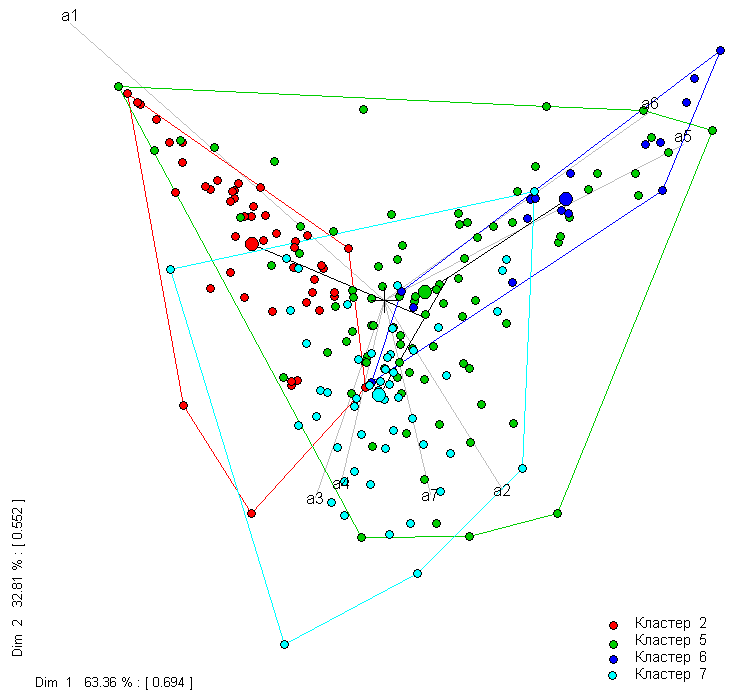 a1
a6
a5
a4
a3
a7
a2
Dim 2 32.81 % : [ 0.552 ]
Кластер 2
Кластер 5
Кластер 6
Кластер 7
Dim 1 63.36 % : [ 0.694 ]